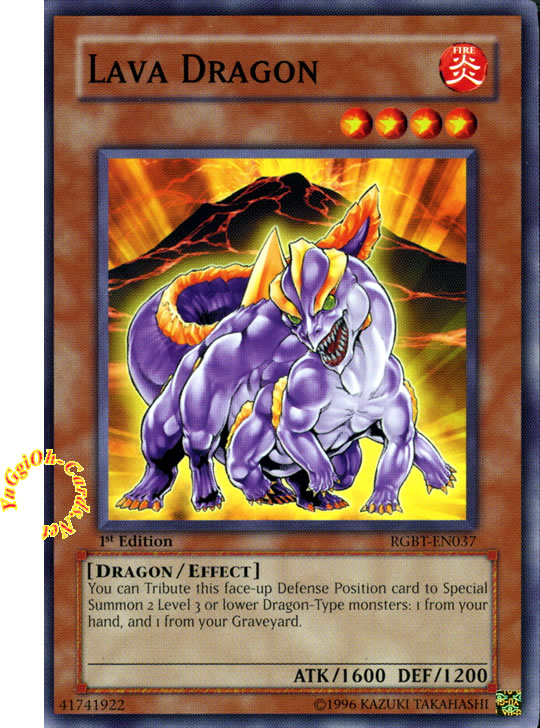 LAVA DRAGON
FIRE
炎
YuGgiOh-Cards.Net
1st Edition
RGBT-EN037
[DRAGON/EFFECT]
You can Tribute this face-up Defense Position card to Special
Summon 2 Level 3 or lower Dragon-Type monsters: 1 from your
hand, and 1 from your Graveyard.
ATK/1600 DEF/1200
41741922
©1996 KAZUKI TAKAHASHI